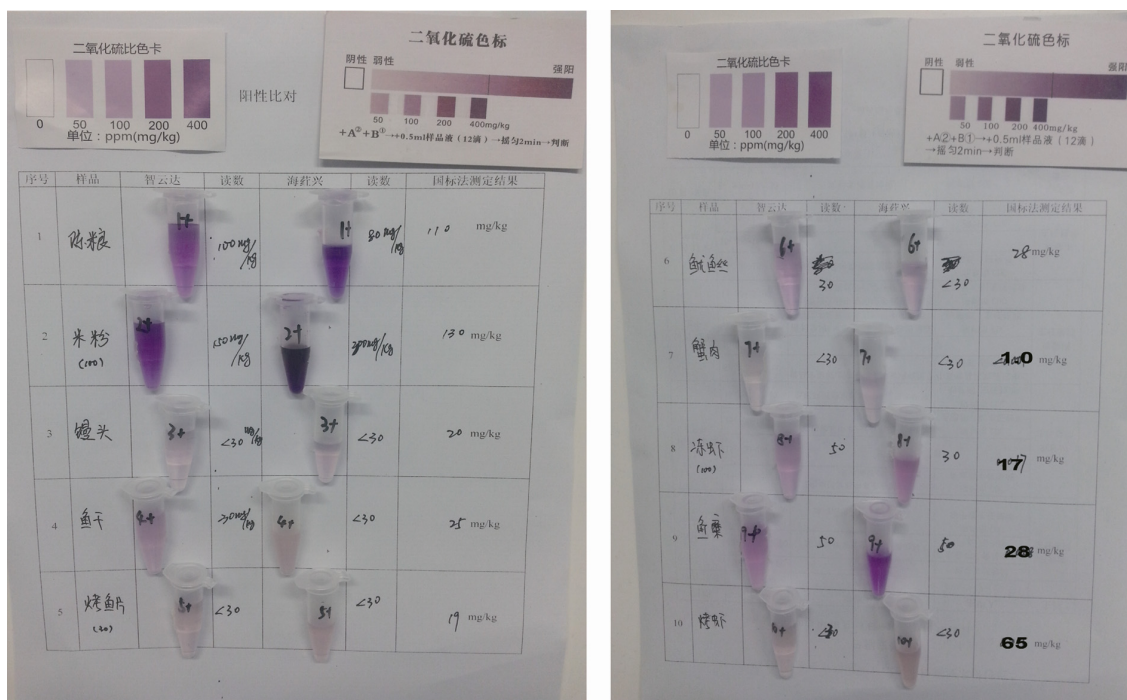 二氧化硫比色卡
0 50 100 200 400
单位：ppm(mg/kg)
阳性比对
二氧化硫色标
阴性 弱性 强阳
50 100 200 400mg/kg
+A②+B①→+0.5ml样品液（12滴）→摇匀2min→判断
序号 样品 智云达 读数 海荭兴 读数 国标法测定结果
1 陈粮 1+ 100mg/kg 1+ 80mg/kg 110 mg/kg
2 米粉 (100) 2+ 150mg/kg 2+ 200mg/kg 130 mg/kg
3 馒头 3+ <30 mg/kg 3+ <30 20 mg/kg
4 鱼干 4+ 30mg/kg 4+ <30 25 mg/kg
5 烤鱼片 (30) 5+ <30 5+ <30 19 mg/kg
二氧化硫比色卡
0 50 100 200 400
单位：ppm(mg/kg)
二氧化硫色标
阴性 弱性 强阳
50 100 200 400mg/kg
+A②+B①→+0.5ml样品液（12滴）
→摇匀2min→判断
序号 样品 智云达 读数 海荭兴 读数 国标法测定结果
6 鱿鱼丝 6+ 30 6+ <30 28 mg/kg
7 蟹肉 7+ <30 7+ <30 10 mg/kg
8 冻虾 (100) 8+ 50 8+ 30 17 mg/kg
9 鱼糜 9+ 50 9+ 50 28 mg/kg
10 烤虾 <30 10+ <30 65 mg/kg